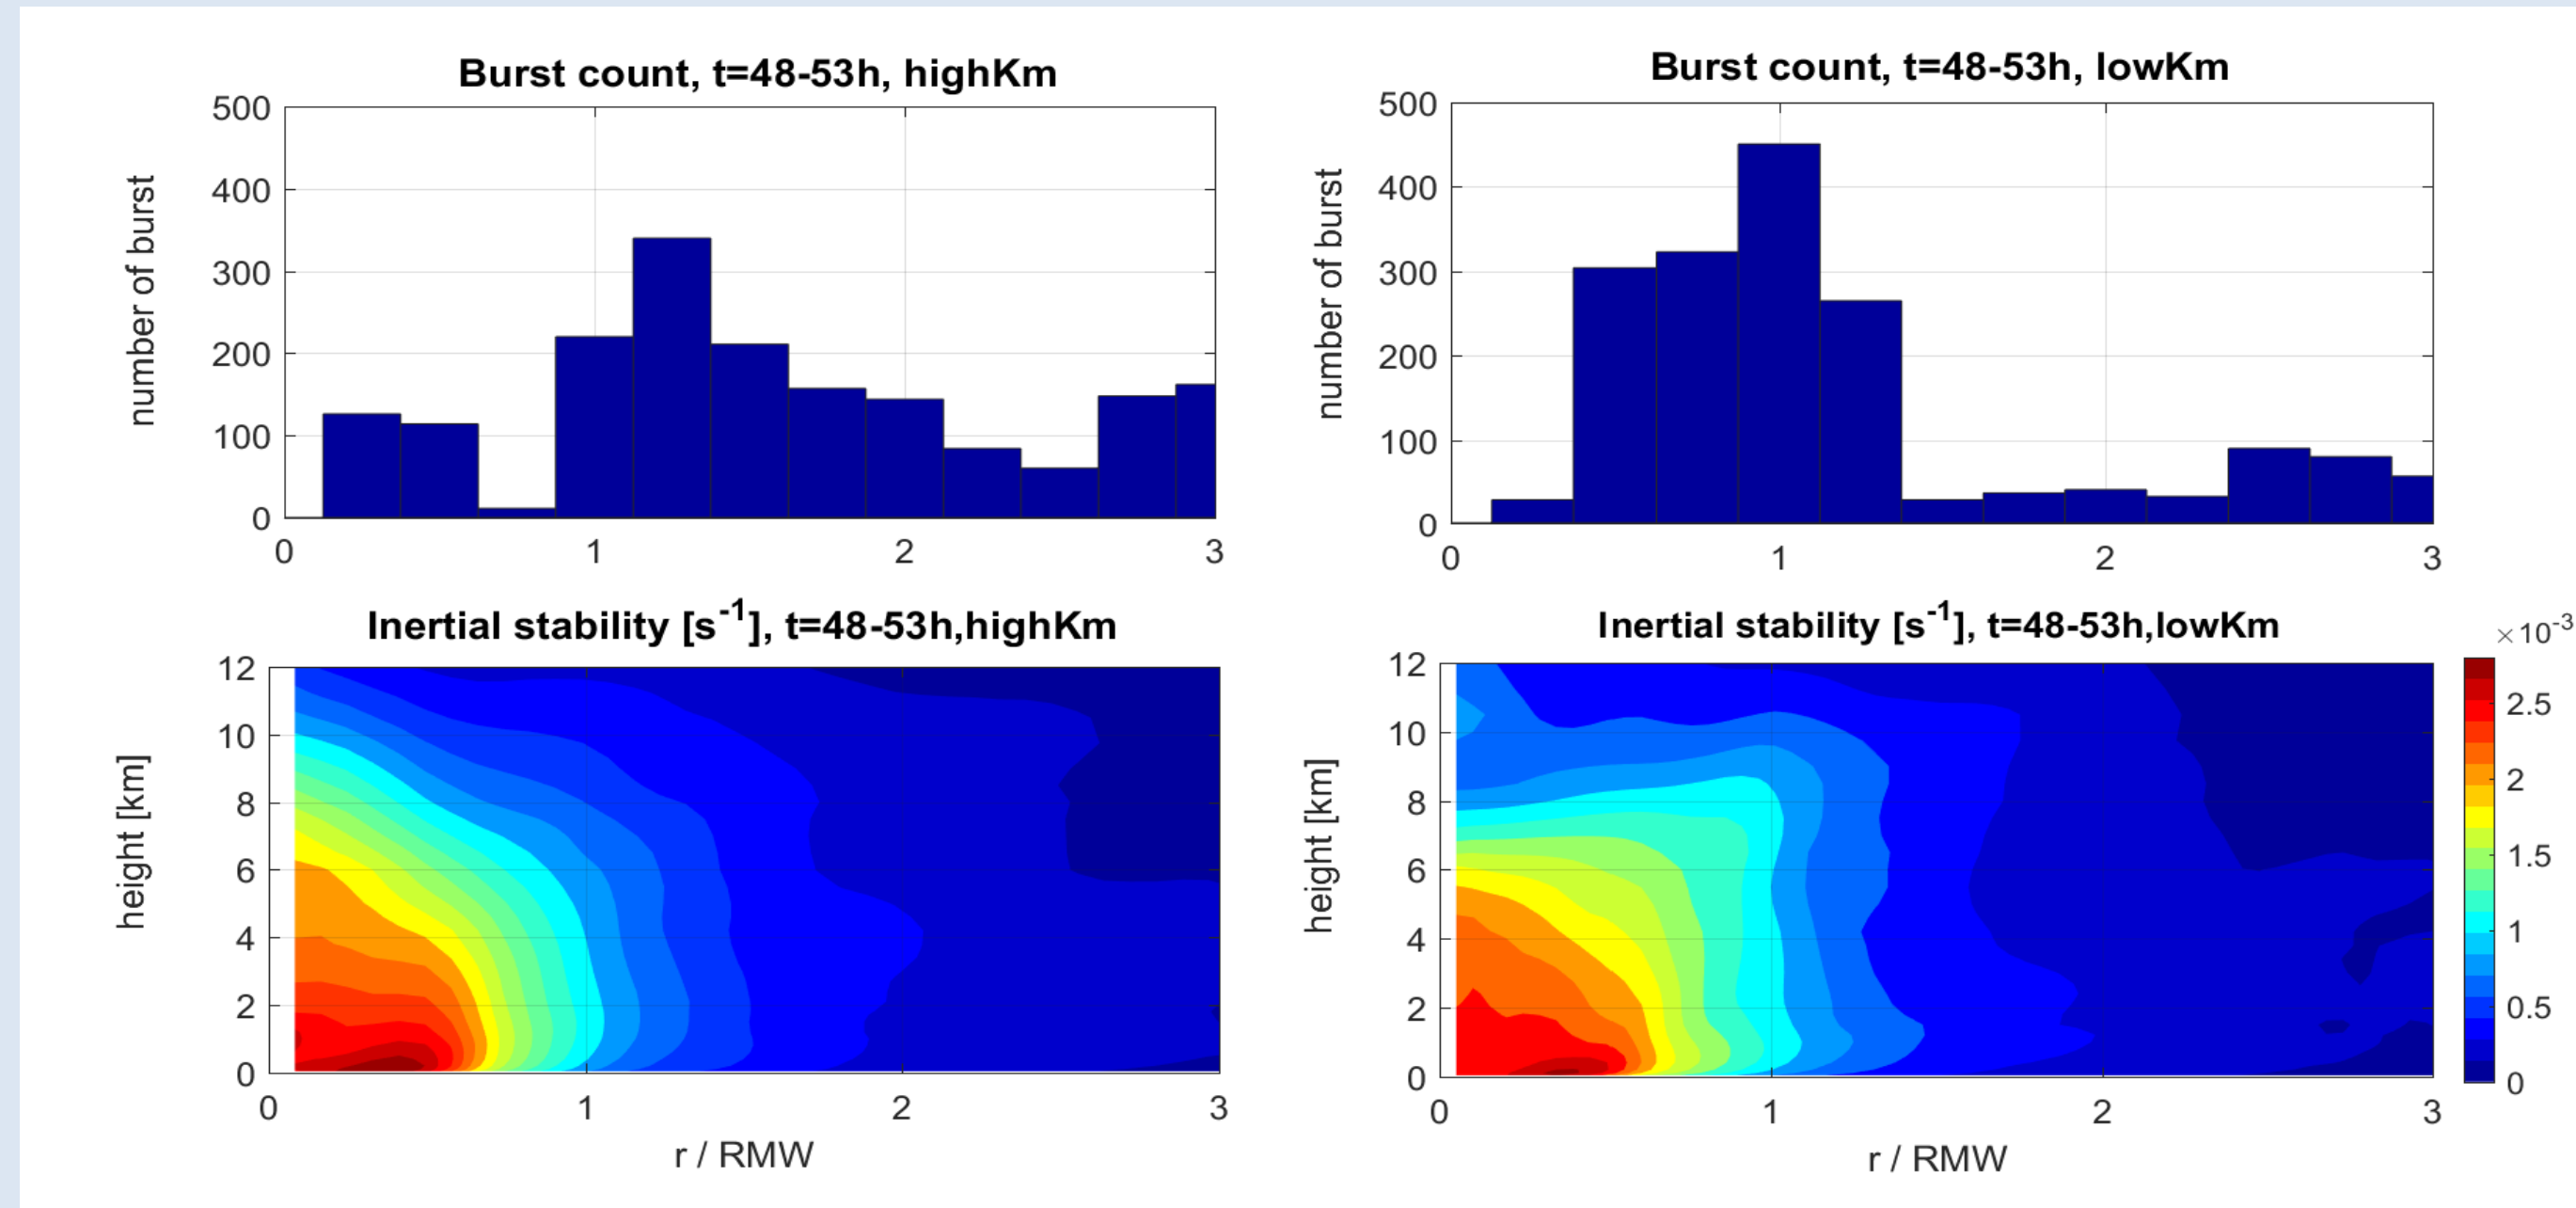 Burst count, t=48-53h, highKm
500
400
300
200
100
0
number of burst
0 1 2 3
Burst count, t=48-53h, lowKm
500
400
300
200
100
0
number of burst
0 1 2 3
Inertial stability [s⁻¹], t=48-53h,highKm
12
10
8
6
4
2
0
height [km]
0 1 2 3
r / RMW
Inertial stability [s⁻¹], t=48-53h,lowKm
12
10
8
6
4
2
0
height [km]
0 1 2 3
r / RMW
×10⁻³
2.5
2
1.5
1
0.5
0